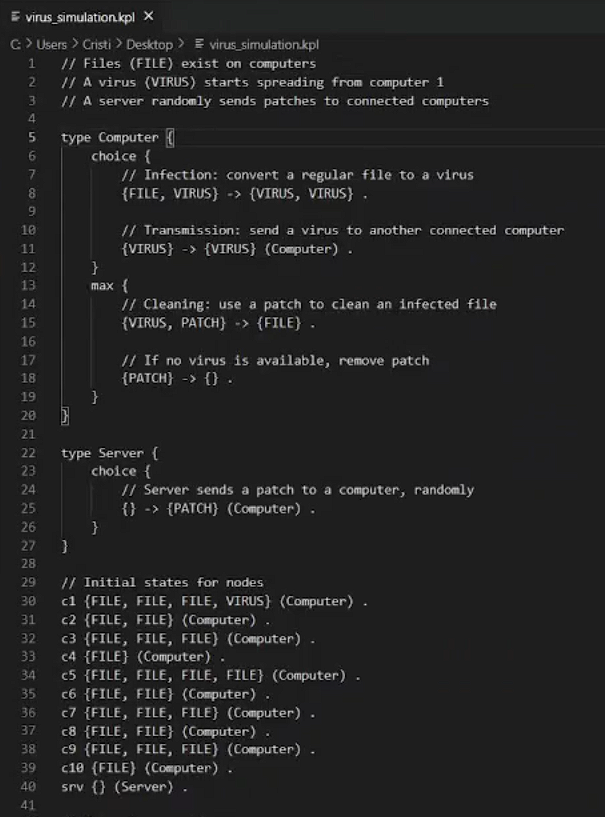 virus_simulation.kpl ×
C: > Users > Cristi > Desktop > virus_simulation.kpl
1 // Files (FILE) exist on computers
2 // A virus (VIRUS) starts spreading from computer 1
3 // A server randomly sends patches to connected computers
4
5 type Computer {
6     choice {
7         // Infection: convert a regular file to a virus
8         {FILE, VIRUS} -> {VIRUS, VIRUS} .
9
10         // Transmission: send a virus to another connected computer
11         {VIRUS} -> {VIRUS} (Computer) .
12     }
13     max {
14         // Cleaning: use a patch to clean an infected file
15         {VIRUS, PATCH} -> {FILE} .
16
17         // If no virus is available, remove patch
18         {PATCH} -> {} .
19     }
20 }
21
22 type Server {
23     choice {
24         // Server sends a patch to a computer, randomly
25         {} -> {PATCH} (Computer) .
26     }
27 }
28
29 // Initial states for nodes
30 c1 {FILE, FILE, FILE, VIRUS} (Computer) .
31 c2 {FILE, FILE} (Computer) .
32 c3 {FILE, FILE, FILE} (Computer) .
33 c4 {FILE} (Computer) .
34 c5 {FILE, FILE, FILE, FILE} (Computer) .
35 c6 {FILE, FILE} (Computer) .
36 c7 {FILE, FILE, FILE} (Computer) .
37 c8 {FILE, FILE} (Computer) .
38 c9 {FILE, FILE, FILE} (Computer) .
39 c10 {FILE} (Computer) .
40 srv {} (Server) .
41